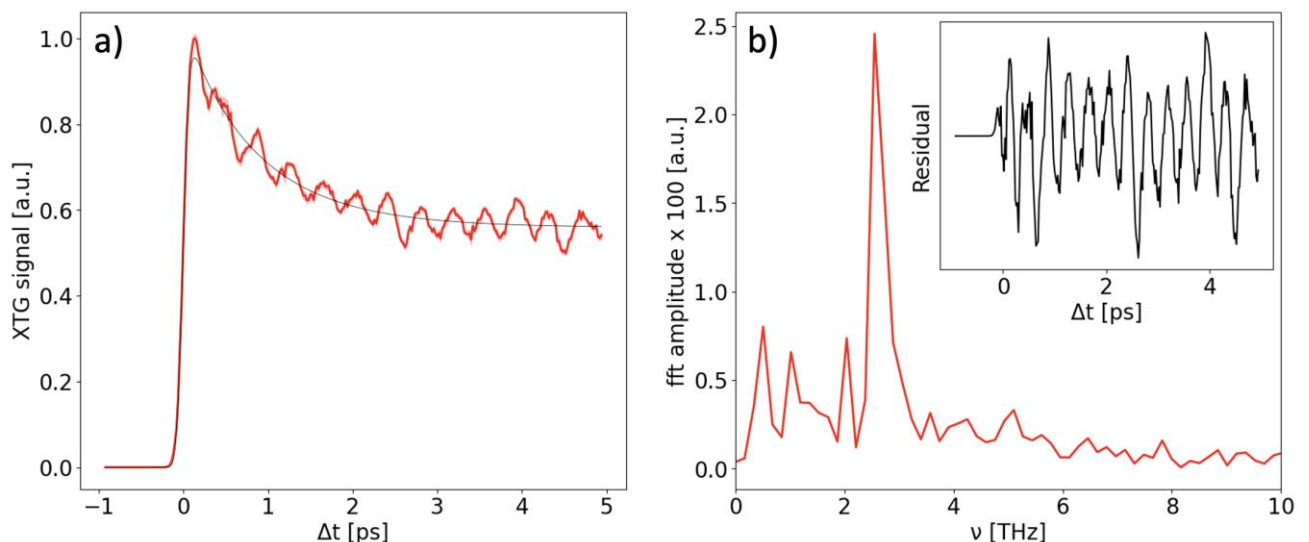 a)
XTG signal [a.u.]
1.0
0.8
0.6
0.4
0.2
0.0
−1 0 1 2 3 4 5
Δt [ps]
b)
fft amplitude x 100 [a.u.]
2.5
2.0
1.5
1.0
0.5
0.0
0 2 4 6 8 10
ν [THz]
Residual
0 2 4
Δt [ps]